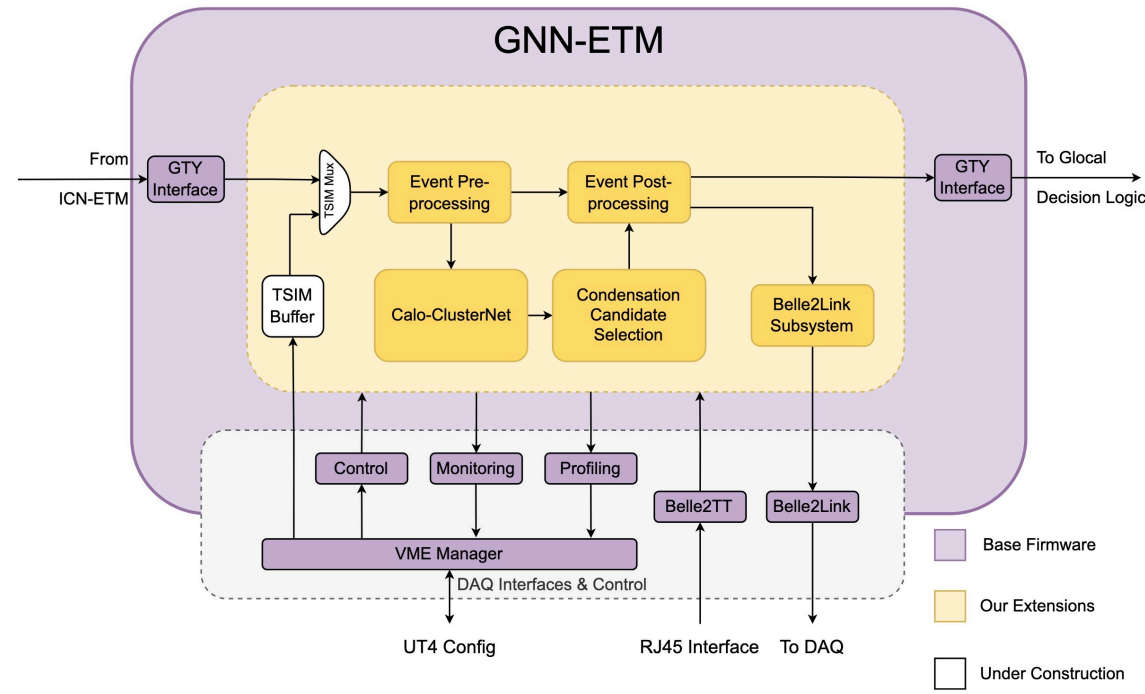 GNN-ETM
From
ICN-ETM
GTY
Interface
TSIM Mux
Event Pre-
processing
Event Post-
processing
GTY
Interface
To Glocal
Decision Logic
TSIM
Buffer
Calo-ClusterNet
Condensation
Candidate
Selection
Belle2Link
Subsystem
Control
Monitoring
Profiling
Belle2TT
Belle2Link
VME Manager
DAQ Interfaces & Control
UT4 Config
RJ45 Interface
To DAQ
Base Firmware
Our Extensions
Under Construction